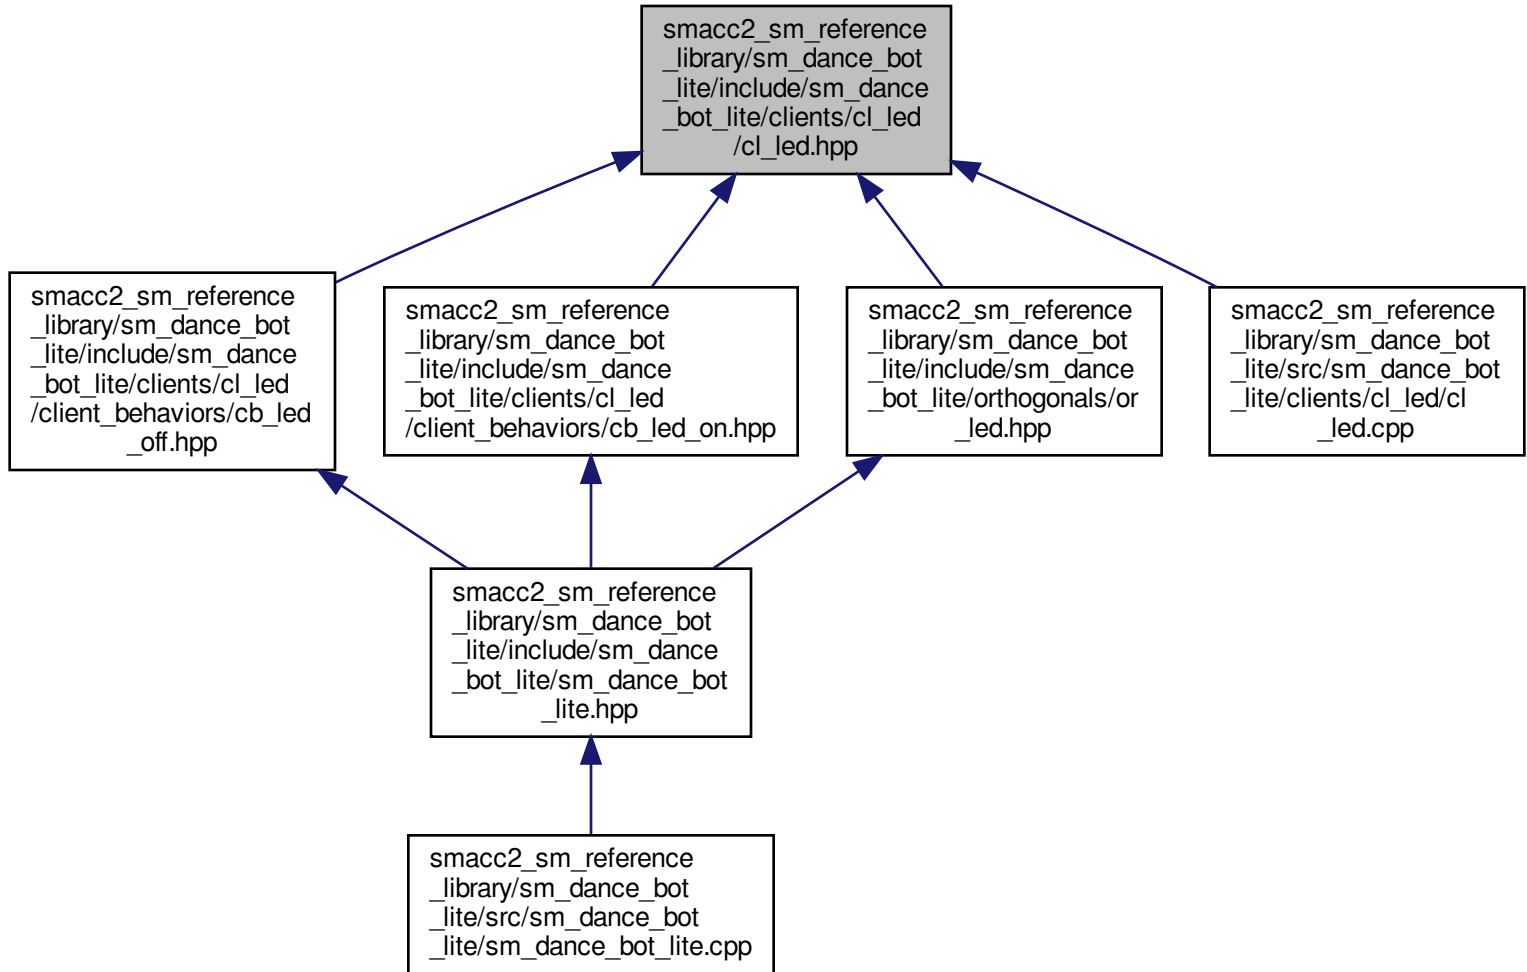 smacc2_sm_reference
_library/sm_dance_bot
_lite/include/sm_dance
_bot_lite/clients/cl_led
/cl_led.hpp
smacc2_sm_reference
_library/sm_dance_bot
_lite/include/sm_dance
_bot_lite/clients/cl_led
/client_behaviors/cb_led
_off.hpp
smacc2_sm_reference
_library/sm_dance_bot
_lite/include/sm_dance
_bot_lite/clients/cl_led
/client_behaviors/cb_led_on.hpp
smacc2_sm_reference
_library/sm_dance_bot
_lite/include/sm_dance
_bot_lite/orthogonals/or
_led.hpp
smacc2_sm_reference
_library/sm_dance_bot
_lite/src/sm_dance_bot
_lite/clients/cl_led/cl
_led.cpp
smacc2_sm_reference
_library/sm_dance_bot
_lite/include/sm_dance
_bot_lite/sm_dance_bot
_lite.hpp
smacc2_sm_reference
_library/sm_dance_bot
_lite/src/sm_dance_bot
_lite/sm_dance_bot_lite.cpp